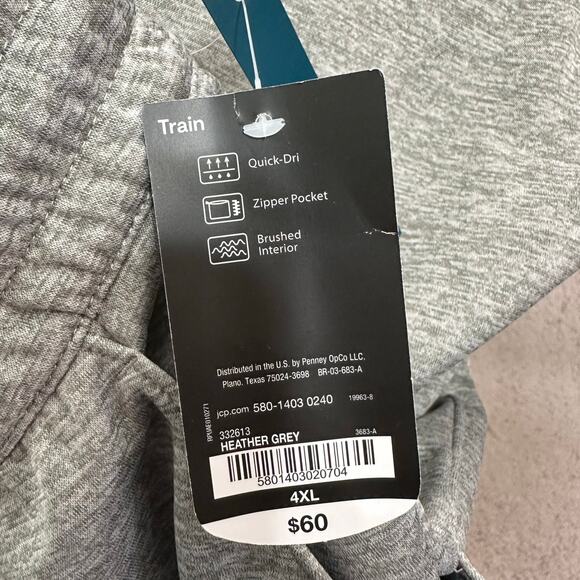 Train
Quick-Dri
Zipper Pocket
Brushed
Interior
Distributed in the U.S. by Penney OpCo LLC.
Plano. Texas 75024-3698 BR-03-683-A
jcp.com 580-1403 0240 19963-8
332613 3683-A
HEATHER GREY
5801403020704
4XL
$60